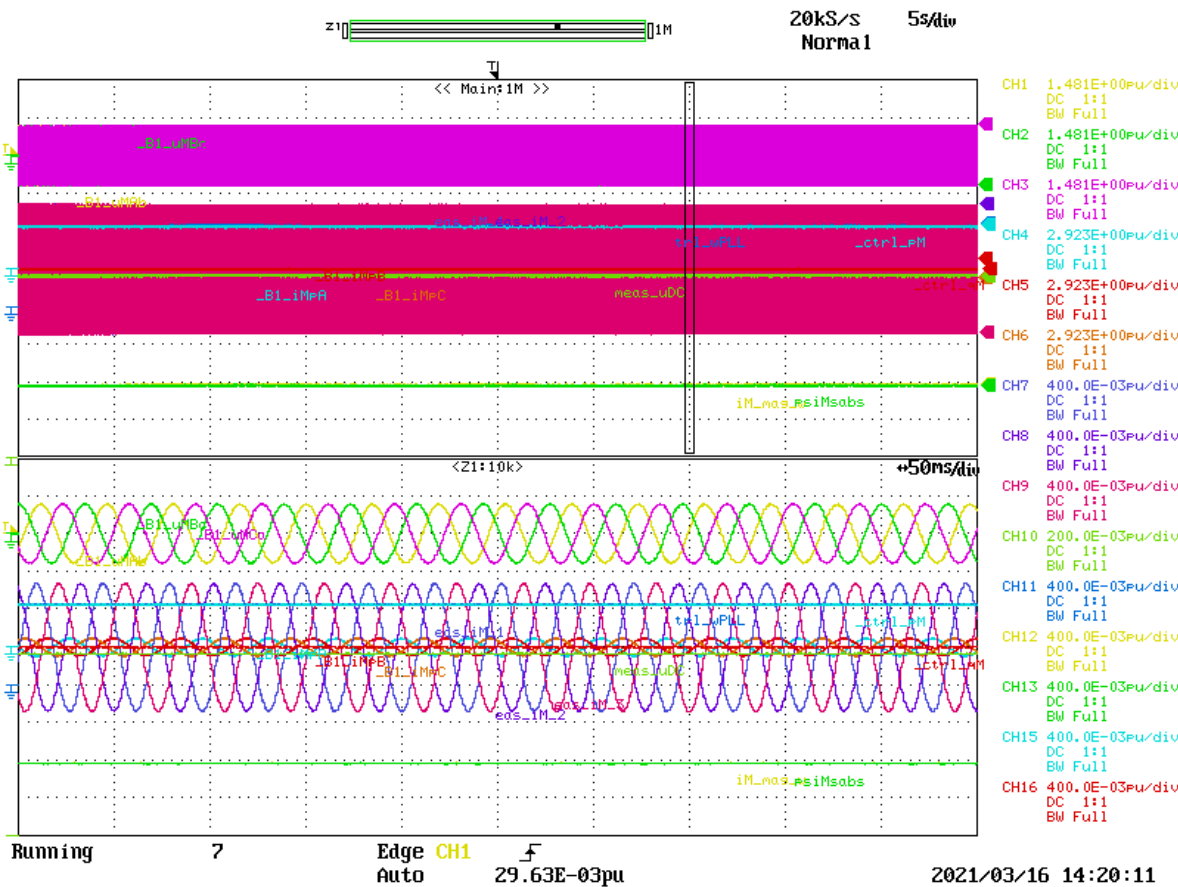 Z1 1M
20kS/s 5s/div
Normal
T
<< Main:1M >>
T
_B1_uMBc
_B1_uMAb
eas_iM_eas_iM_2
trl_wPLL
_ctrl_pM
_B1_iMpB
_B1_iMpA
_B1_iMpC
meas_uDC
psiMsabs
<Z1:10k>
↔50ms/div
T
_B1_uMCa
trl_wPLL
_ctrl_pM
eas_iM_1
_B1_iMpB
_B1_iMpC
meas_uDC
eas_iM_3
eas_iM_2
psiMsabs
CH1 1.481E+00pu/div
DC 1:1
BW Full
CH2 1.481E+00pu/div
DC 1:1
BW Full
CH3 1.481E+00pu/div
DC 1:1
BW Full
CH4 2.923E+00pu/div
DC 1:1
BW Full
CH5 2.923E+00pu/div
DC 1:1
BW Full
CH6 2.923E+00pu/div
DC 1:1
BW Full
CH7 400.0E-03pu/div
DC 1:1
BW Full
CH8 400.0E-03pu/div
DC 1:1
BW Full
CH9 400.0E-03pu/div
DC 1:1
BW Full
CH10 200.0E-03pu/div
DC 1:1
BW Full
CH11 400.0E-03pu/div
DC 1:1
BW Full
CH12 400.0E-03pu/div
DC 1:1
BW Full
CH13 400.0E-03pu/div
DC 1:1
BW Full
CH15 400.0E-03pu/div
DC 1:1
BW Full
CH16 400.0E-03pu/div
DC 1:1
BW Full
Running 7 Edge CH1
Auto 29.63E-03pu 2021/03/16 14:20:11